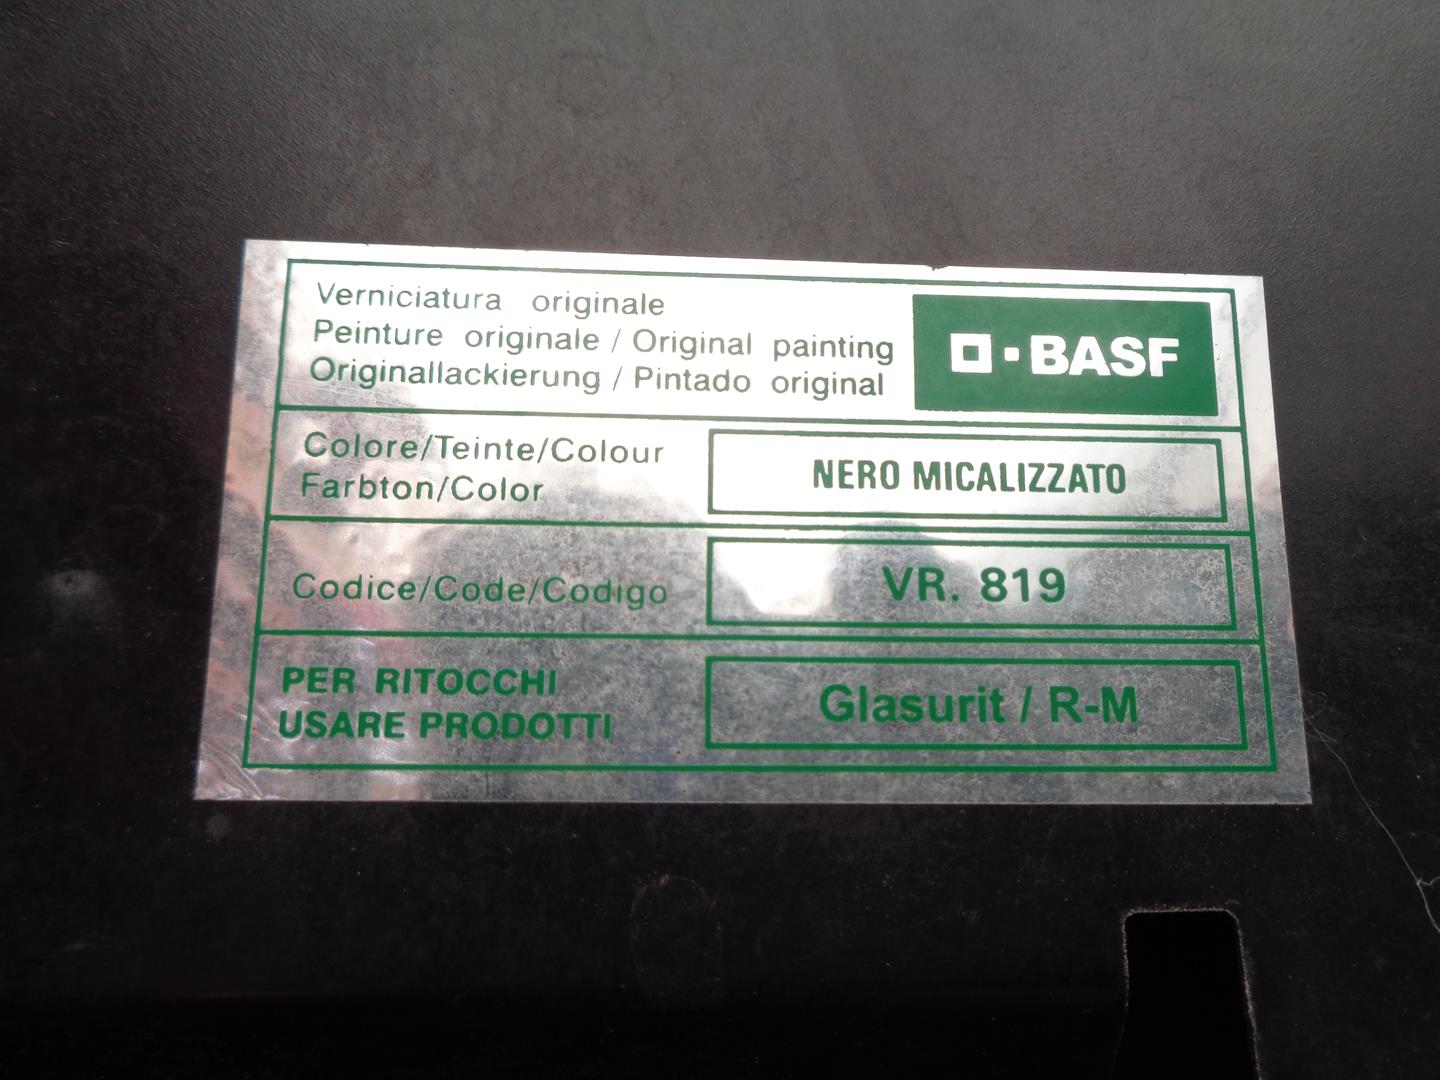 Verniciatura originale
Peinture originale / Original painting
Originallackierung / Pintado original
BASF
Colore/Teinte/Colour
Farbton/Color
NERO MICALIZZATO
Codice/Code/Codigo
VR. 819
PER RITOCCHI
USARE PRODOTTI
Glasurit / R-M